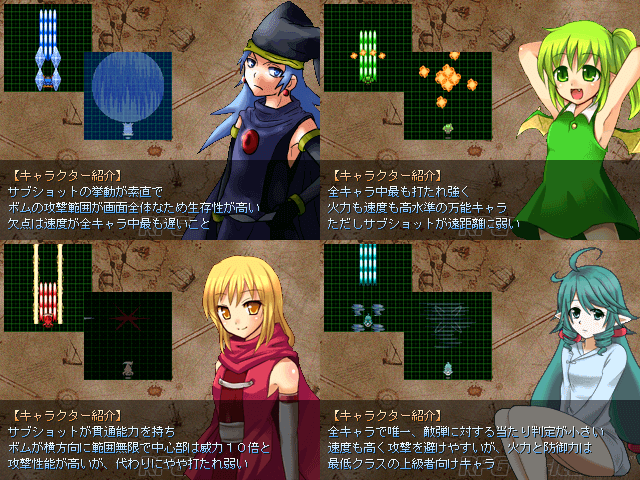 【キャラクター紹介】
サブショットの挙動が素直で
ボムの攻撃範囲が画面全体なため生存性が高い
欠点は速度が全キャラ中最も遅いこと
【キャラクター紹介】
全キャラ中最も打たれ強く
火力も速度も高水準の万能キャラ
ただしサブショットが遠距離に弱い
【キャラクター紹介】
サブショットが貫通能力を持ち
ボムが横方向に範囲無限で中心部は威力１０倍と
攻撃性能が高いが、代わりにやや打たれ弱い
【キャラクター紹介】
全キャラで唯一、敵弾に対する当たり判定が小さい
速度も高く攻撃を避けやすいが、火力と防御力は
最低クラスの上級者向けキャラ